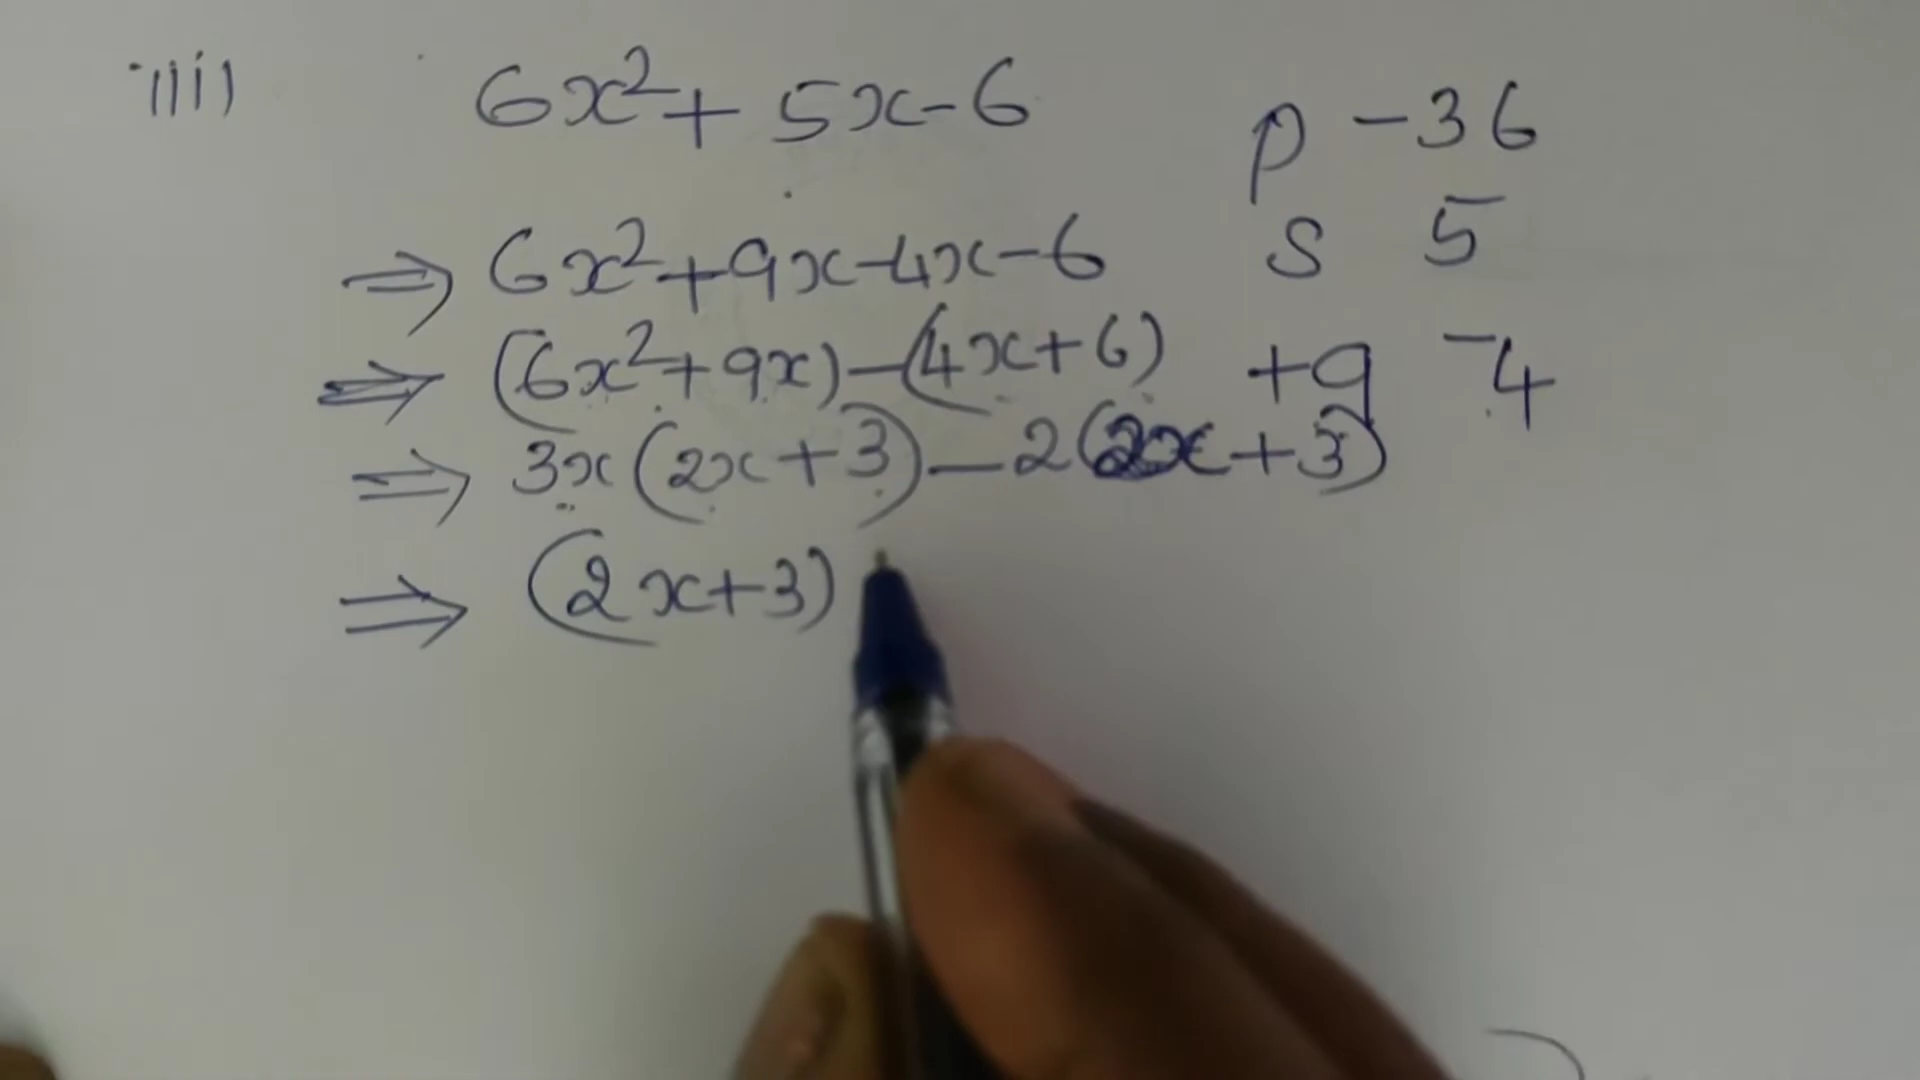 iii) 6x²+ 5x-6
p -36
⇒ 6x²+9x-4x-6
s 5
⇒ (6x²+9x)-(4x+6)
+9 -4
⇒ 3x(2x+3)-2(2x+3)
⇒ (2x+3)